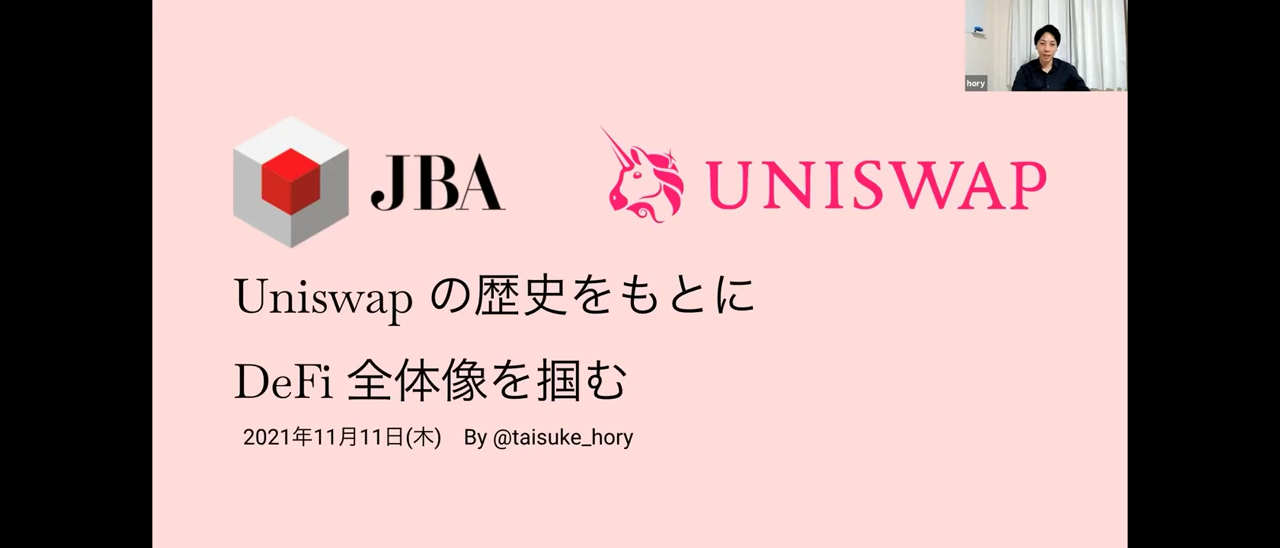 hory
JBA
UNISWAP
Uniswap の歴史をもとに
DeFi 全体像を掴む
2021年11月11日(木) By @taisuke_hory